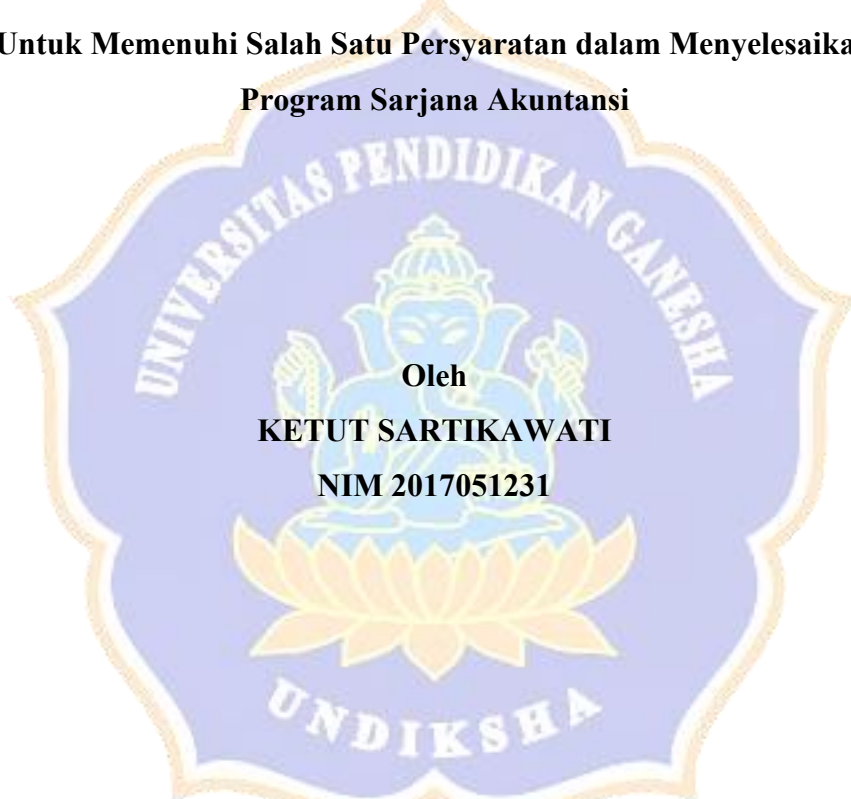 Untuk Memenuhi Salah Satu Persyaratan dalam Menyelesaika
Program Sarjana Akuntansi
UNIVERSITAS PENDIDIKAN GANESHA
Oleh
KETUT SARTIKAWATI
NIM 2017051231
UNDIKSHA